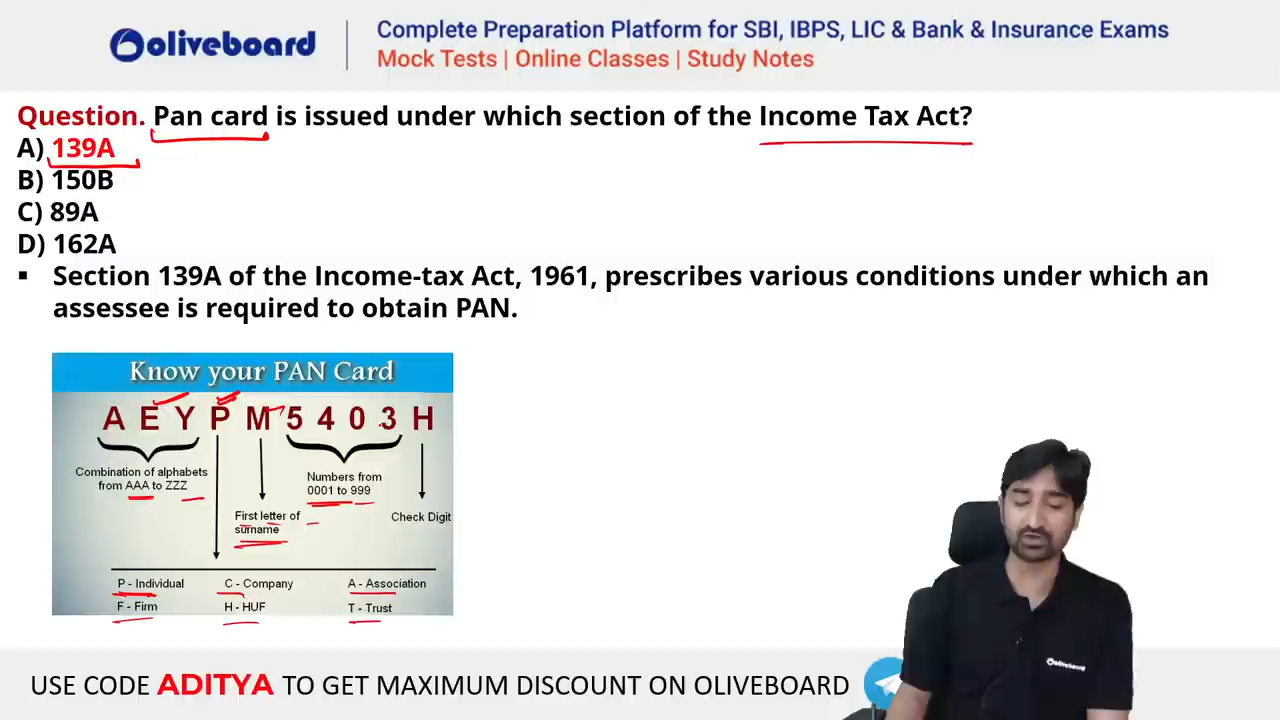 oliveboard
Complete Preparation Platform for SBI, IBPS, LIC & Bank & Insurance Exams
Mock Tests | Online Classes | Study Notes
Question. Pan card is issued under which section of the Income Tax Act?
A) 139A
B) 150B
C) 89A
D) 162A
▪ Section 139A of the Income-tax Act, 1961, prescribes various conditions under which an
assessee is required to obtain PAN.
Know your PAN Card
A E Y P M 5 4 0 3 H
Combination of alphabets
from AAA to ZZZ
Numbers from
0001 to 999
First letter of
surname
Check Digit
P - Individual C - Company A - Association
F - Firm H - HUF T - Trust
oliveboard
USE CODE ADITYA TO GET MAXIMUM DISCOUNT ON OLIVEBOARD